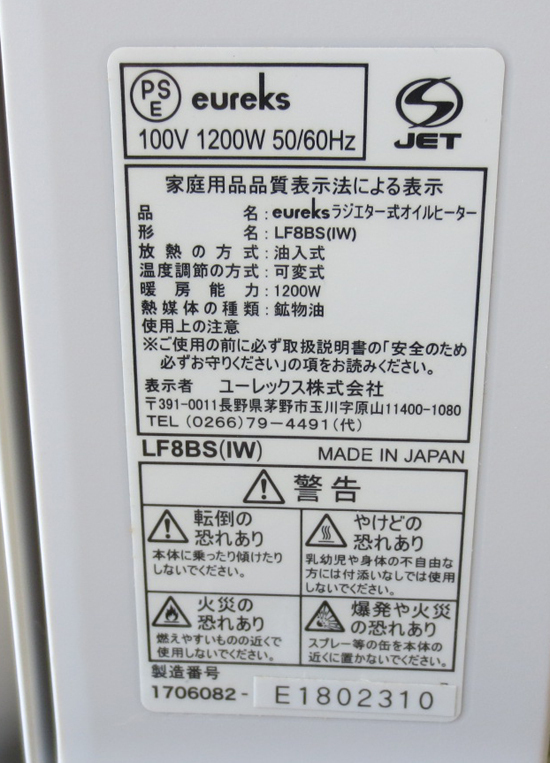 PSE eureks
100V 1200W 50/60Hz
JET
家庭用品品質表示法による表示
品名：eureksラジエター式オイルヒーター
形名：LF8BS(IW)
放熱の方式：油入式
温度調節の方式：可変式
暖房能力：1200W
熱媒体の種類：鉱物油
使用上の注意
※ご使用の前に必ず取扱説明書の「安全のため
必ずお守りください」の項をお読みください。
表示者 ユーレックス株式会社
〒391-0011長野県茅野市玉川字原山11400-1080
TEL (0266)79-4491(代)
LF8BS(IW) MADE IN JAPAN
警告
転倒の
恐れあり
本体に乗ったり傾けたり
しないでください。
やけどの
恐れあり
乳幼児や身体の不自由な
方には付添いなしでは使用
しないでください。
火災の
恐れあり
燃えやすいものの近くで
使用しないでください。
爆発や火災
の恐れあり
スプレー等の缶を本体の
近くに置かないでください。
製造番号
1706082- E1802310